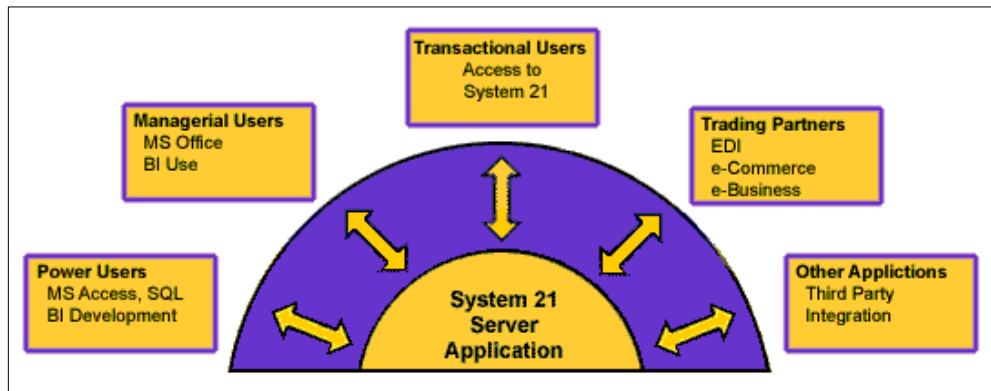 Transactional Users
Access to
System 21
Managerial Users
MS Office
BI Use
Trading Partners
EDI
e-Commerce
e-Business
Power Users
MS Access, SQL
BI Development
Other Applictions
Third Party
Integration
System 21
Server
Application